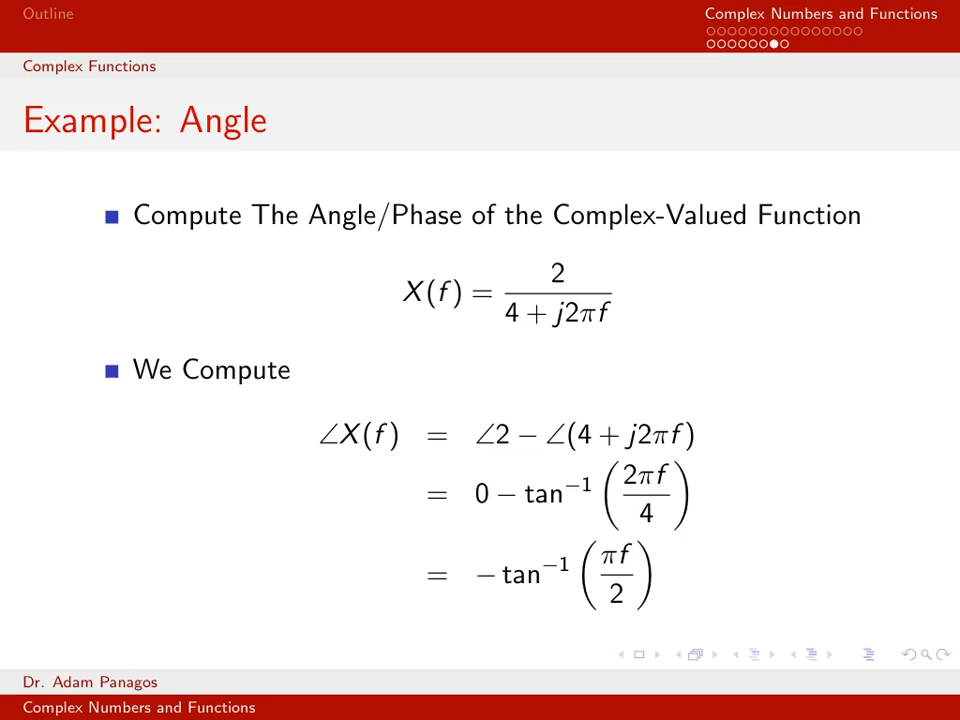 Outline
Complex Numbers and Functions
Complex Functions
Example: Angle
Compute The Angle/Phase of the Complex-Valued Function
X(f) = 2 / (4 + j2πf)
We Compute
∠X(f) = ∠2 − ∠(4 + j2πf)
= 0 − tan⁻¹ (2πf / 4)
= − tan⁻¹ (πf / 2)
Dr. Adam Panagos
Complex Numbers and Functions